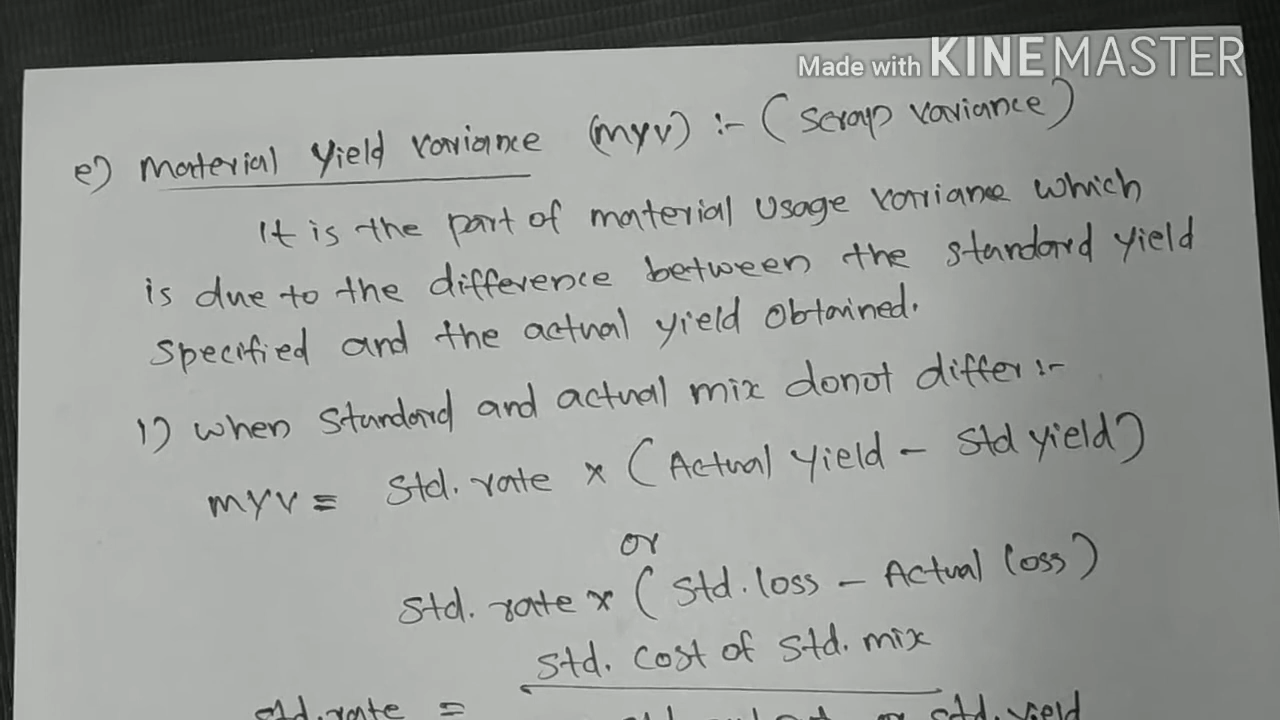 Made with KINEMASTER
e) Material Yield Variance (MYV) :- (Scrap Variance)
It is the part of material Usage variance which
is due to the difference between the standard yield
specified and the actual yield obtained.
1) When Standard and actual mix donot differ :-
MYV = Std. rate x (Actual Yield - Std yield)
or
Std. rate x (Std. loss - Actual loss)
Std. cost of Std. mix
Std. rate =
or Std. yield